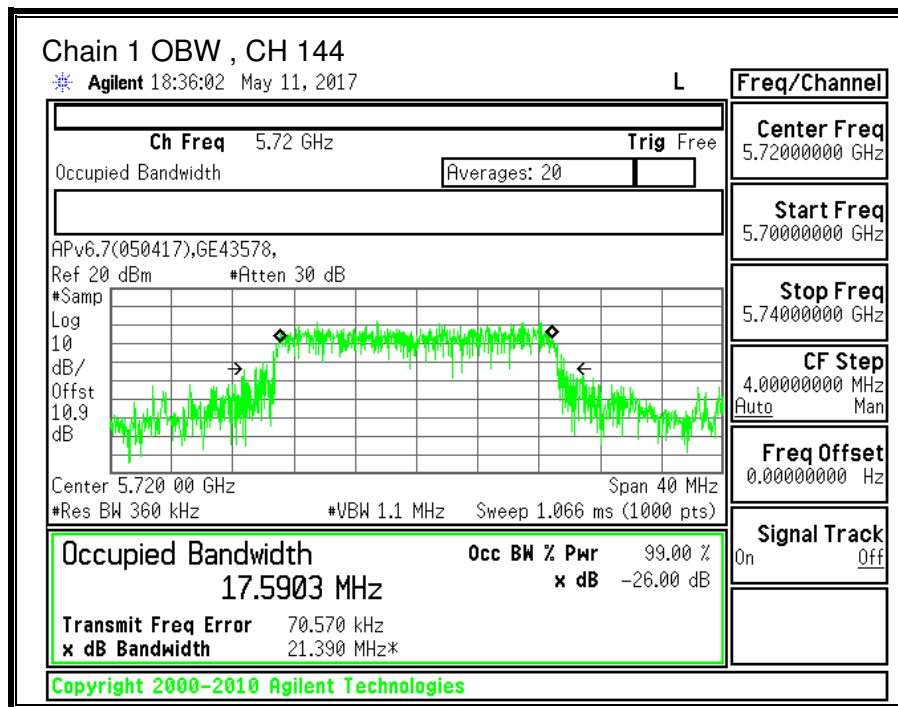 Chain 1 OBW , CH 144
Agilent 18:36:02 May 11, 2017 L
Freq/Channel
Ch Freq 5.72 GHz Trig Free
Occupied Bandwidth Averages: 20
Center Freq
5.72000000 GHz
Start Freq
5.70000000 GHz
Stop Freq
5.74000000 GHz
CF Step
4.00000000 MHz
Auto Man
Freq Offset
0.00000000 Hz
Signal Track
On Off
APv6.7(050417),GE43578,
Ref 20 dBm #Atten 30 dB
#Samp
Log
10
dB/
Offst
10.9
dB
Center 5.720 00 GHz Span 40 MHz
#Res BW 360 kHz #VBW 1.1 MHz Sweep 1.066 ms (1000 pts)
Occupied Bandwidth Occ BW % Pwr 99.00 %
17.5903 MHz x dB -26.00 dB
Transmit Freq Error 70.570 kHz
x dB Bandwidth 21.390 MHz*
Copyright 2000-2010 Agilent Technologies